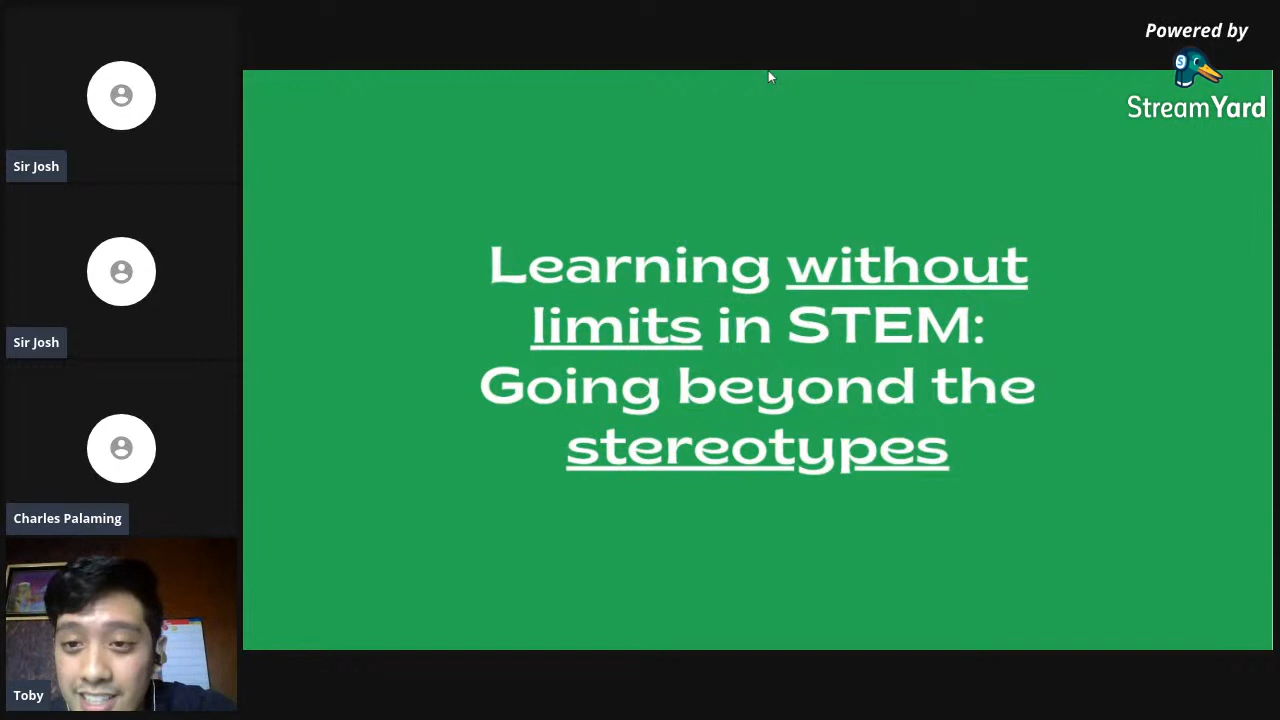 Powered by
StreamYard
Sir Josh
Sir Josh
Charles Palaming
Toby
Learning without
limits in STEM:
Going beyond the
stereotypes